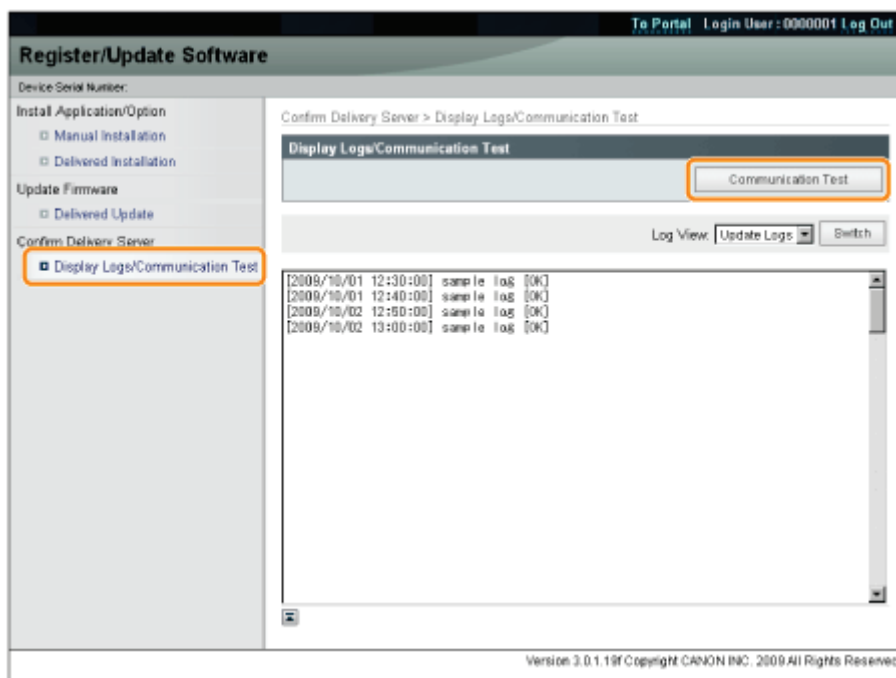 To Portal Login User : 0000001 Log Out
Register/Update Software
Device Serial Number:
Install Application/Option
Manual Installation
Delivered Installation
Update Firmware
Delivered Update
Confirm Delivery Server
Display Logs/Communication Test
Confirm Delivery Server > Display Logs/Communication Test
Display Logs/Communication Test
Communication Test
Log View: Update Logs Switch
[2009/10/01 12:30:00] sample log [OK]
[2009/10/01 12:40:00] sample log [OK]
[2009/10/02 12:50:00] sample log [OK]
[2009/10/02 13:00:00] sample log [OK]
Version 3.0.1.19f Copyright CANON INC. 2009 All Rights Reserved